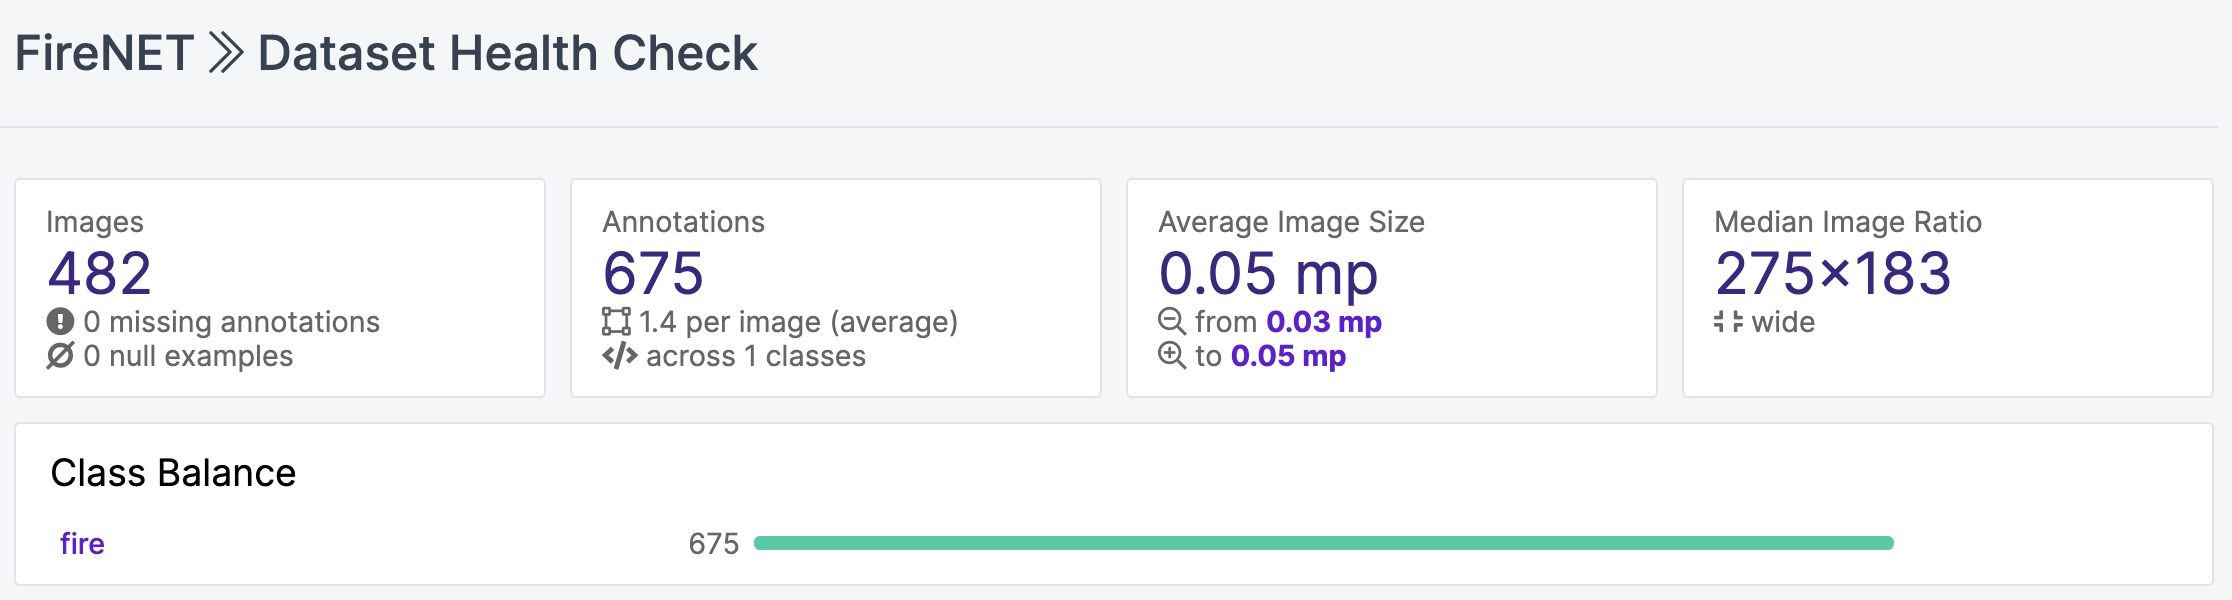 FireNET » Dataset Health Check
Images
482
0 missing annotations
0 null examples
Annotations
675
1.4 per image (average)
</> across 1 classes
Average Image Size
0.05 mp
from 0.03 mp
to 0.05 mp
Median Image Ratio
275×183
wide
Class Balance
fire 675